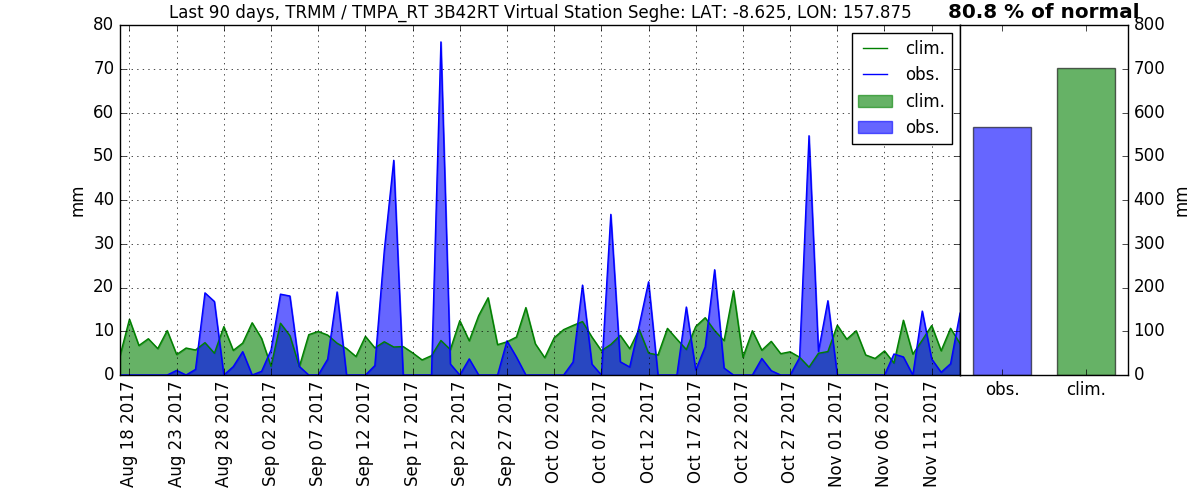 Last 90 days, TRMM / TMPA_RT 3B42RT Virtual Station Seghe: LAT: -8.625, LON: 157.875
80.8 % of normal
80
70
60
50
40
30
20
10
0
mm
clim.
obs.
clim.
obs.
800
700
600
500
400
300
200
100
0
mm
Aug 18 2017
Aug 23 2017
Aug 28 2017
Sep 02 2017
Sep 07 2017
Sep 12 2017
Sep 17 2017
Sep 22 2017
Sep 27 2017
Oct 02 2017
Oct 07 2017
Oct 12 2017
Oct 17 2017
Oct 22 2017
Oct 27 2017
Nov 01 2017
Nov 06 2017
Nov 11 2017
obs.
clim.